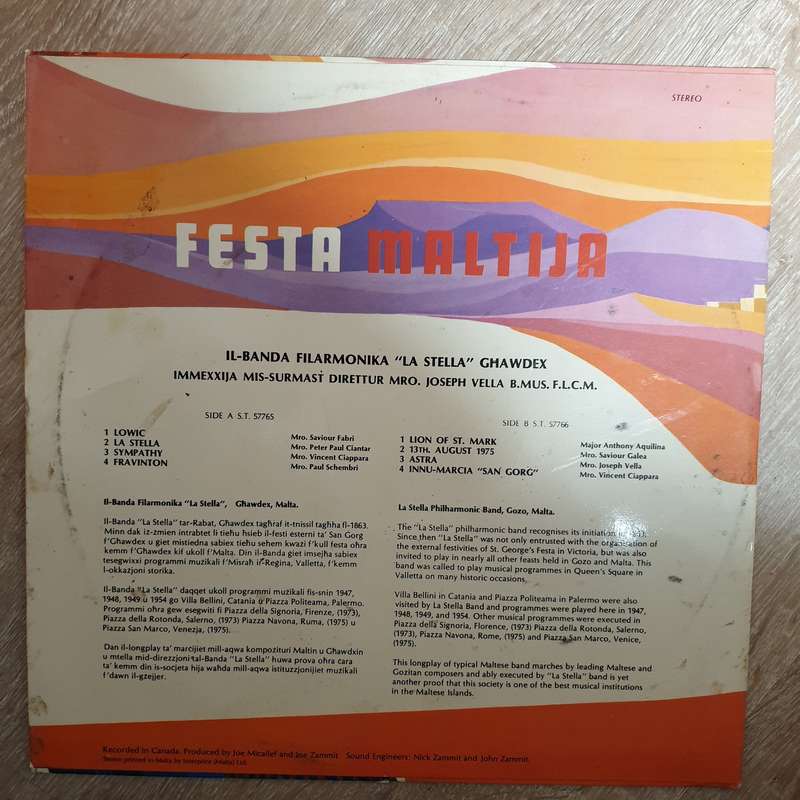 STEREO
FESTA MALTIJA
IL-BANDA FILARMONIKA "LA STELLA" GHAWDEX
IMMEXXIJA MIS-SURMAST DIRETTUR MRO. JOSEPH VELLA B.MUS. F.L.C.M.
SIDE A S.T. 57765
1 LOWIC Mro. Saviour Fabri
2 LA STELLA Mro. Peter Paul Ciantar
3 SYMPATHY Mro. Vincent Ciappara
4 FRAVINTON Mro. Paul Schembri
SIDE B S.T. 57766
1 LION OF ST. MARK Major Anthony Aquilina
2 13TH. AUGUST 1975 Mro. Saviour Galea
3 ASTRA Mro. Joseph Vella
4 INNU-MARCIA "SAN GORG" Mro. Vincent Ciappara
Il-Banda Filarmonika "La Stella", Ghawdex, Malta.
Il-Banda "La Stella" tar-Rabat, Ghawdex taghraf it-tnissil taghha fl-1863.
Minn dak iz-zmien intrabtet li tiehu hsieb il-festi esterni ta' San Gorg
f'Ghawdex u giet mistiedna sabiex tiehu sehem kwazi f'kull festa ohra
kemm f'Ghawdex kif ukoll f'Malta. Din il-Banda giet imsejha sabiex
tesegwixxi programmi muzikali f'Misrah ir-Regina, Valletta, f'kemm
l-okkazjoni storika.
Il-Banda "La Stella" daqqet ukoll programmi muzikali fis-snin 1947,
1948, 1949 u 1954 go Villa Bellini, Catania u Piazza Politeama, Palermo.
Programmi ohra gew esegwiti fi Piazza della Signoria, Firenze, (1973),
Piazza della Rotonda, Salerno, (1973) Piazza Navona, Ruma, (1975) u
Piazza San Marco, Venezja, (1975).
Dan il-longplay ta' marcijiet mill-aqwa kompozituri Maltin u Ghawdxin
u mtella mid-direzzjoni tal-Banda "La Stella" huwa prova ohra cara
ta' kemm din is-socjeta hija wahda mill-aqwa istituzzjonijiet muzikali
f'dawn il-gzejjer.
La Stella Philharmonic Band, Gozo, Malta.
The "La Stella" philharmonic band recognises its initiation in
Since then "La Stella" was not only entrusted with the organization of
the external festivities of St. George's Festa in Victoria, but was also
invited to play in nearly all other feasts held in Gozo and Malta. This
band was called to play musical programmes in Queen's Square in
Valletta on many historic occasions.
Villa Bellini in Catania and Piazza Politeama in Palermo were also
visited by La Stella Band and programmes were played here in 1947,
1948, 1949, and 1954. Other musical programmes were executed in
Piazza della Signoria, Florence, (1973) Piazza della Rotonda, Salerno,
(1973), Piazza Navona, Rome, (1975) and Piazza San Marco, Venice,
(1975).
This longplay of typical Maltese band marches by leading Maltese and
Gozitan composers and ably executed by "La Stella" band is yet
another proof that this society is one of the best musical institutions
in the Maltese Islands.
Recorded in Canada. Produced by Joe Micallef and Joe Zammit. Sound Engineers: Nick Zammit and John Zammit.
printed in Malta by Interprint (Malta) Ltd.